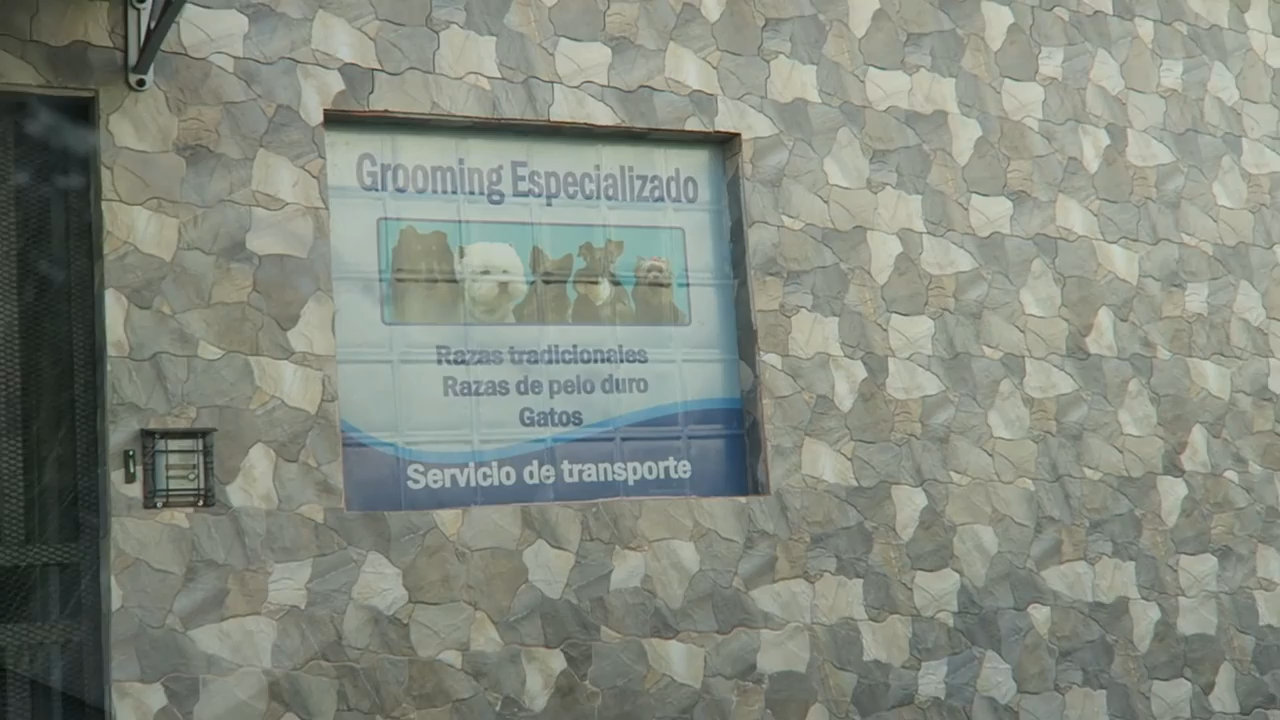 Grooming Especializado
Razas tradicionales
Razas de pelo duro
Gatos
Servicio de transporte